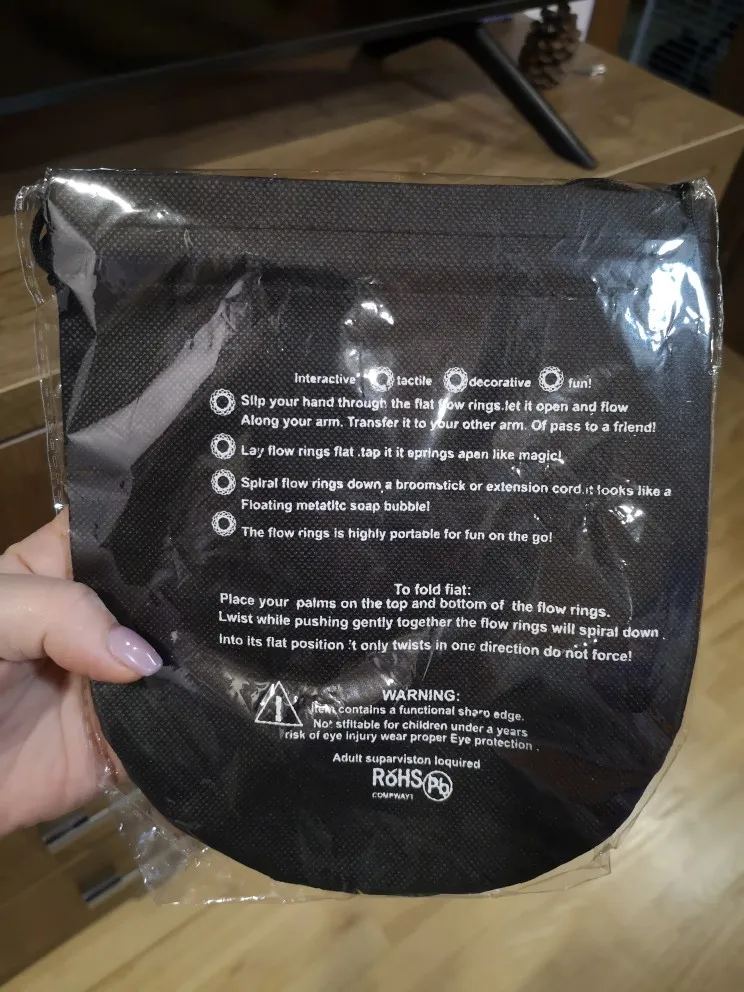 interactive tactile decorative fun!
Slip your hand through the flat flow rings.let it open and flow
Along your arm. Transfer it to your other arm. Of pass to a friend!
Lay flow rings flat .tap it it eprings apen like magic!
Spiral flow rings down a broomstick or extension cord.it looks like a
Floating metatltc soap bubble!
The flow rings is highly portable for fun on the go!
To fold fiat:
Place your palms on the top and bottom of the flow rings.
Lwist while pushing gently together the flow rings will spiral down .
Into its flat position it only twists in one direction do not force!
WARNING:
Item contains a functional sharp edge.
Not stfitable for children under a years
risk of eye injury wear proper Eye protection .
Adult suparviston loquired
RoHS Pb
COMPWAY1